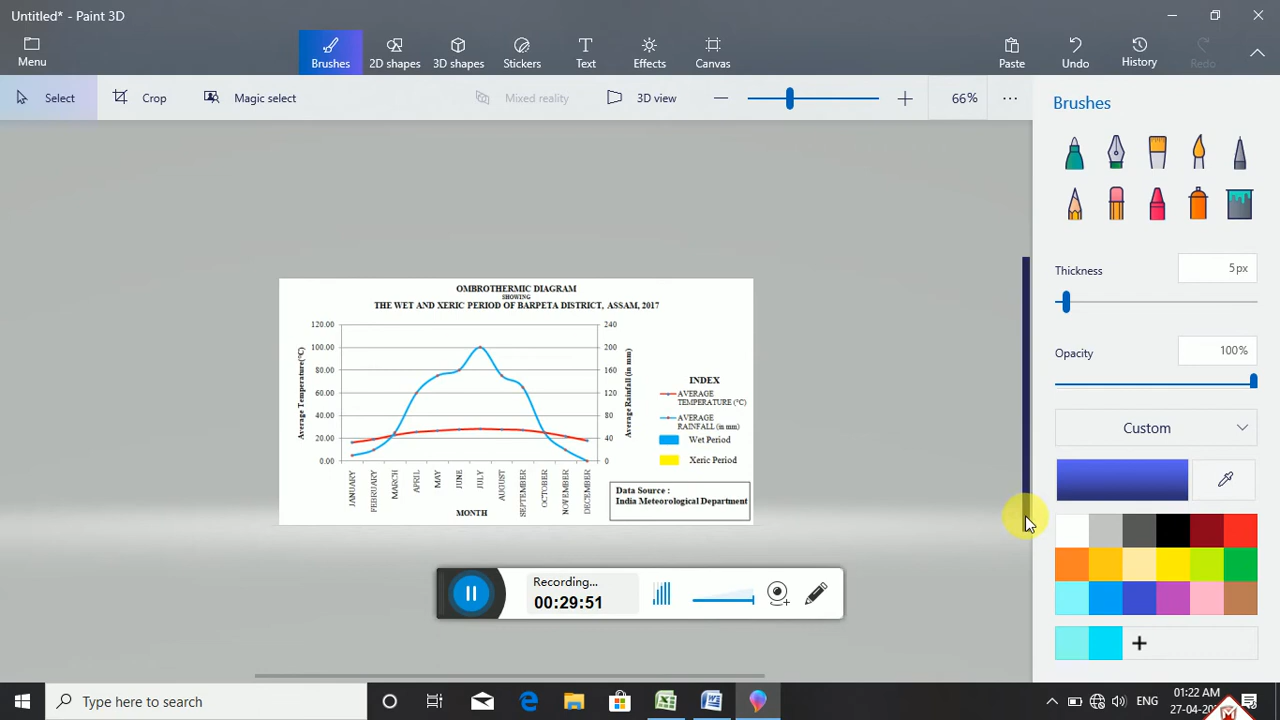 Untitled* - Paint 3D
Menu
Brushes
2D shapes
3D shapes
Stickers
Text
Effects
Canvas
Paste
Undo
History
Redo
Select
Crop
Magic select
Mixed reality
3D view
66%
Brushes
Thickness
5px
Opacity
100%
Custom
OMBROTHERMIC DIAGRAM
SHOWING
THE WET AND XERIC PERIOD OF BARPETA DISTRICT, ASSAM, 2017
120.00
100.00
80.00
60.00
40.00
20.00
0.00
Average Temperature(°C)
240
200
160
120
80
40
0
Average Rainfall (in mm)
JANUARY
FEBRUARY
MARCH
APRIL
MAY
JUNE
JULY
AUGUST
SEPTEMBER
OCTOBER
NOVEMBER
DECEMBER
MONTH
INDEX
AVERAGE
TEMPERATURE (°C)
AVERAGE
RAINFALL (in mm)
Wet Period
Xeric Period
Data Source :
India Meteorological Department
Recording...
00:29:51
Type here to search
ENG
01:22 AM
27-04-20